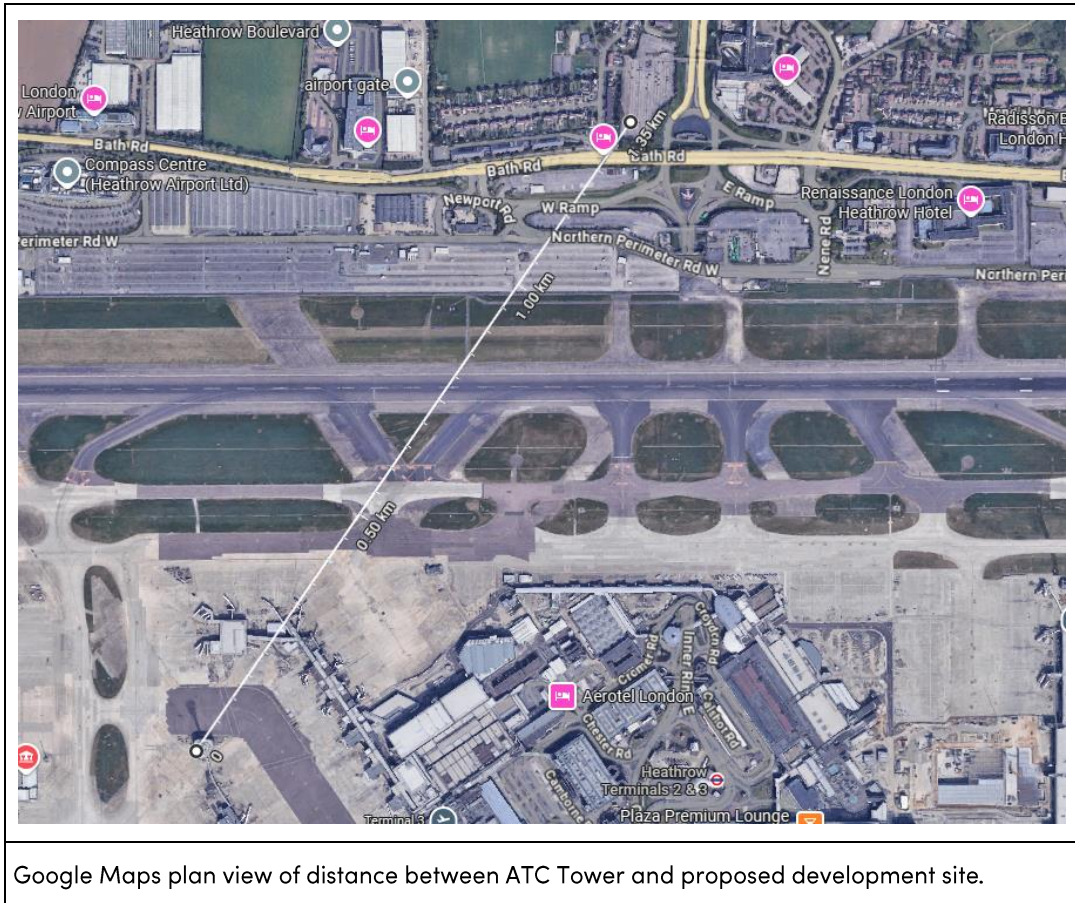 Heathrow Boulevard
airport gate
London
Airport
Bath Rd
Compass Centre
(Heathrow Airport Ltd)
1.35 km
Bath Rd
Bath Rd
Radisson
London
Newport Rd
W Ramp
E Ramp
Renaissance London
Heathrow Hotel
Perimeter Rd W
Northern Perimeter Rd W
Nene Rd
Northern
1.00 km
0.50 km
Croydon Rd
Cromer Rd
Inner Ring E
Aerotel London
Calshot Rd
Chester Rd
0
Heathrow
Terminals 2 & 3
Camborne
Terminal 3
Plaza Premium Lounge
Google Maps plan view of distance between ATC Tower and proposed development site.